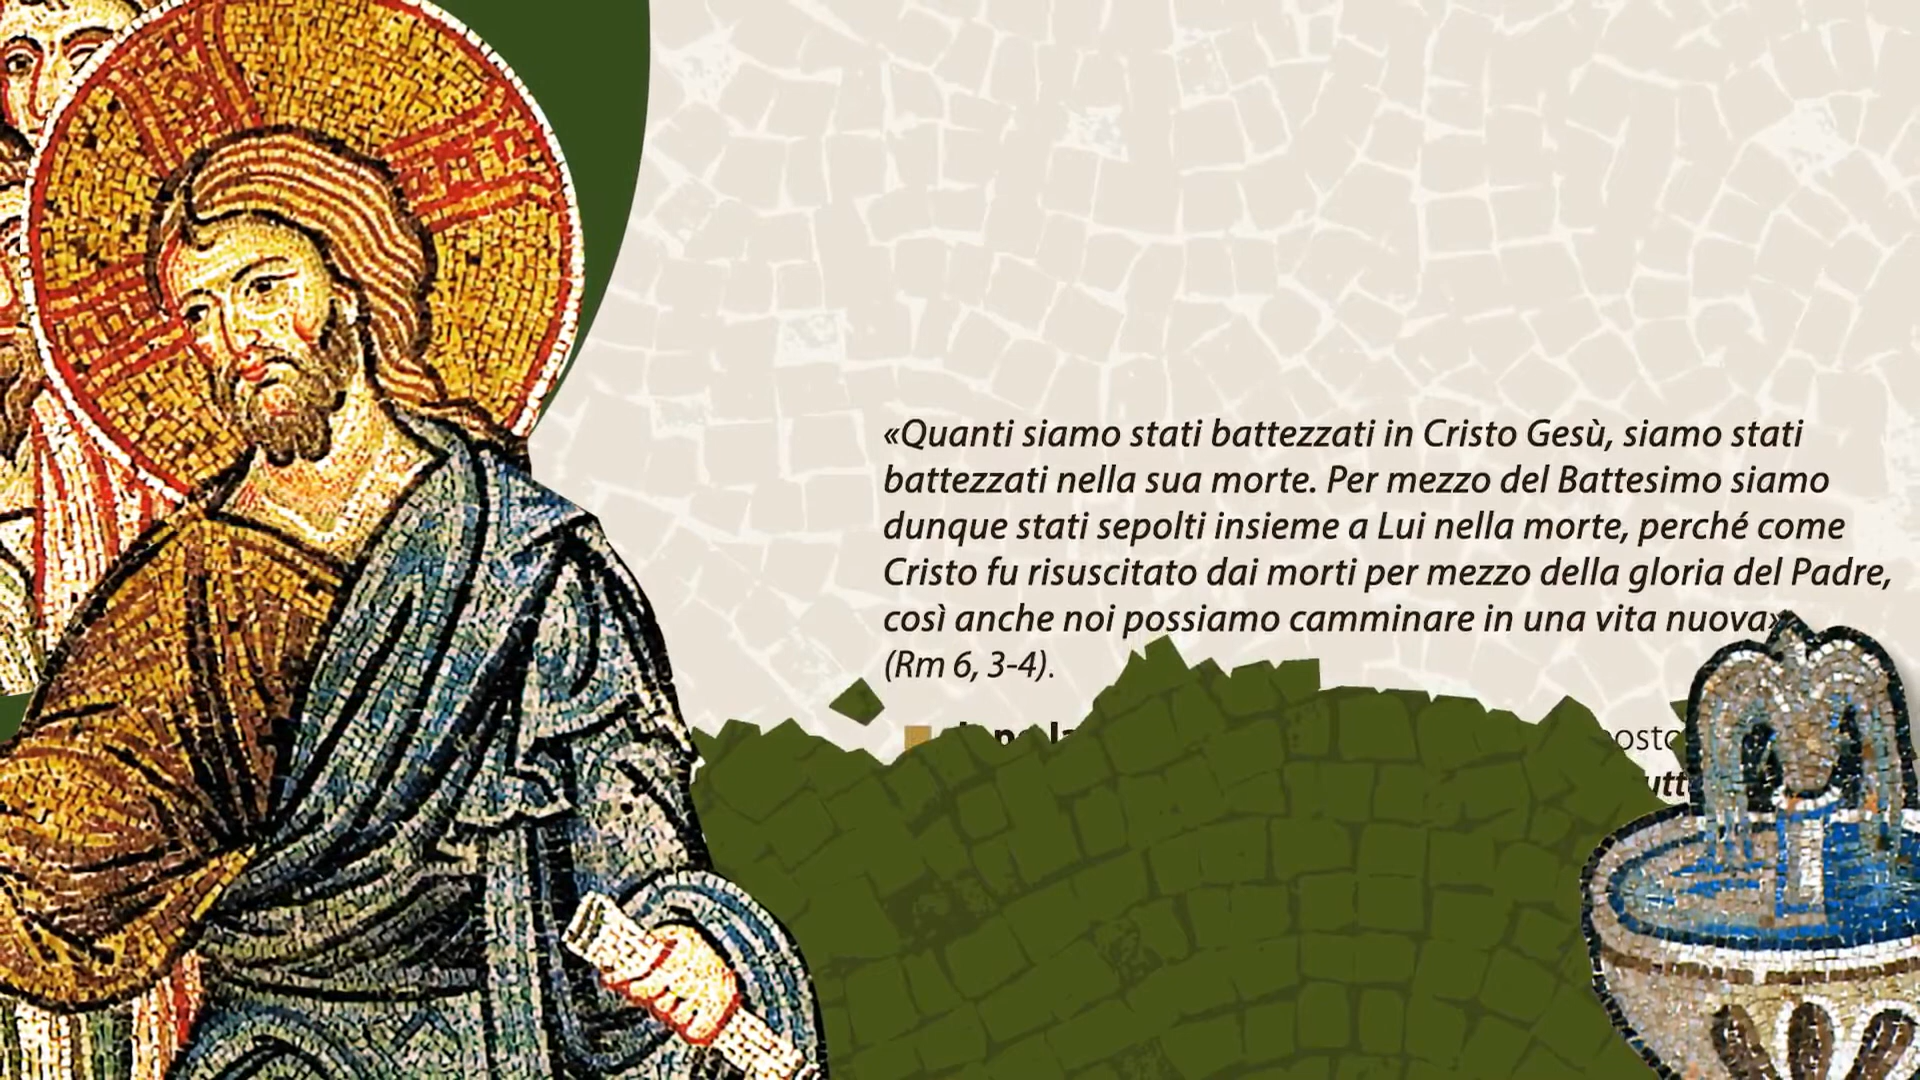 «Quanti siamo stati battezzati in Cristo Gesù, siamo stati
battezzati nella sua morte. Per mezzo del Battesimo siamo
dunque stati sepolti insieme a Lui nella morte, perché come
Cristo fu risuscitato dai morti per mezzo della gloria del Padre,
così anche noi possiamo camminare in una vita nuova»
(Rm 6, 3-4).